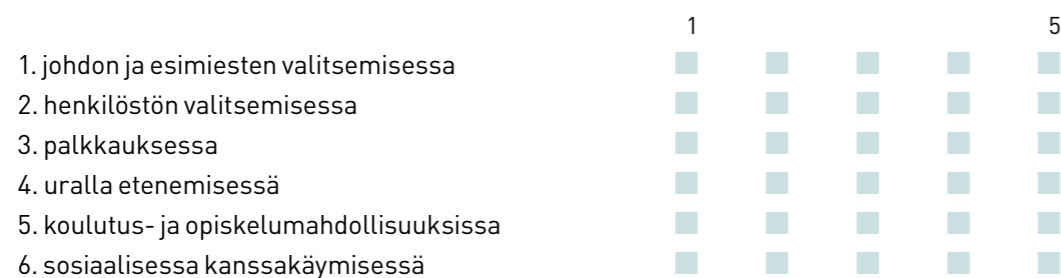 1 5
1. johdon ja esimiesten valitsemisessa
2. henkilöstön valitsemisessa
3. palkkauksessa
4. uralla etenemisessä
5. koulutus- ja opiskelumahdollisuuksissa
6. sosiaalisessa kanssakäymisessä